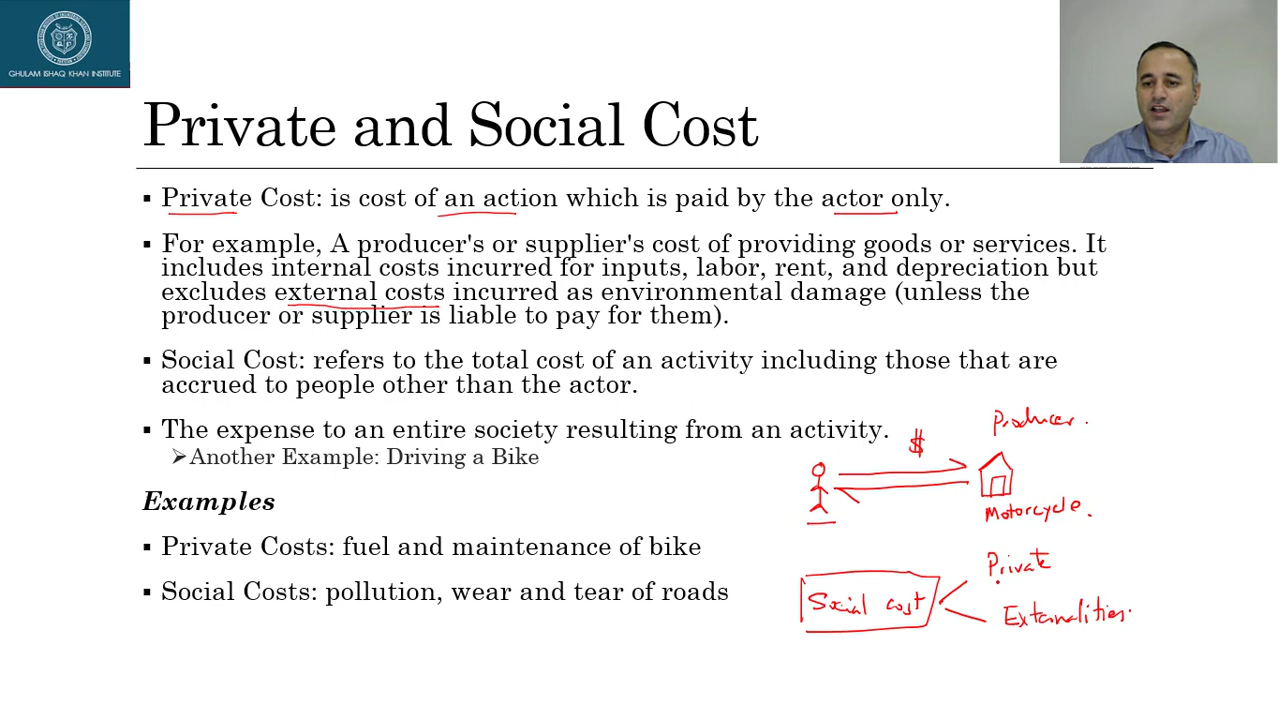 GHULAM ISHAQ KHAN INSTITUTE
Private and Social Cost
▪ Private Cost: is cost of an action which is paid by the actor only.
▪ For example, A producer's or supplier's cost of providing goods or services. It
includes internal costs incurred for inputs, labor, rent, and depreciation but
excludes external costs incurred as environmental damage (unless the
producer or supplier is liable to pay for them).
▪ Social Cost: refers to the total cost of an activity including those that are
accrued to people other than the actor.
▪ The expense to an entire society resulting from an activity.
➢Another Example: Driving a Bike
Examples
▪ Private Costs: fuel and maintenance of bike
▪ Social Costs: pollution, wear and tear of roads
Producer.
$
Motorcycle.
Social cost
Private
Externalities.